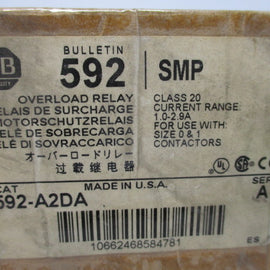 BULLETIN
592 SMP
OVERLOAD RELAY
RELAIS DE SURCHARGE
MOTORSCHUTZRELAIS
RELÉ DE SOBRECARGA
RELÉ DI SOVRACCARICO
オーバーロードリレー
过载继电器
CLASS 20
CURRENT RANGE:
1.0-2.9A
FOR USE WITH:
SIZE 0 & 1
CONTACTORS
CAT
592-A2DA
MADE IN U.S.A.
SERIES
A
10662468584781